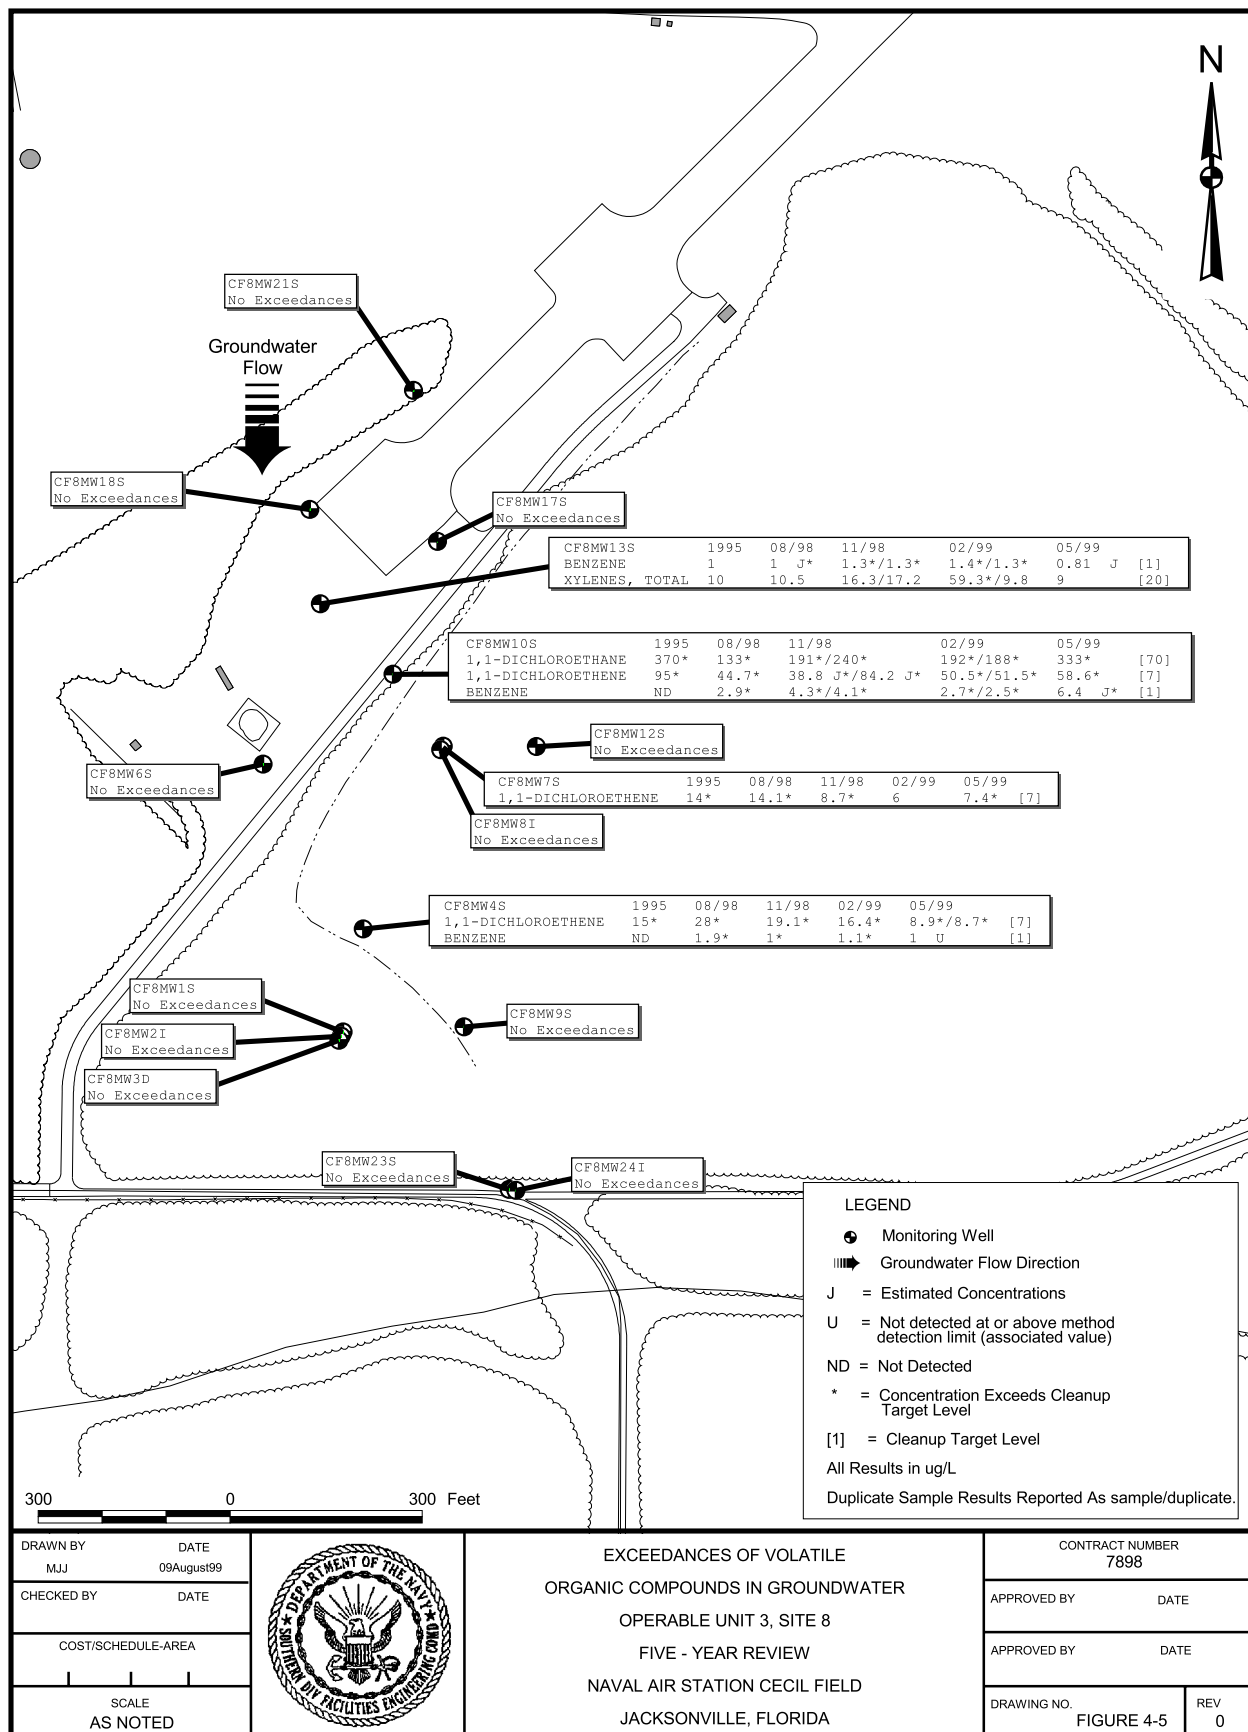 N
CF8MW21S
No Exceedances
Groundwater
Flow
CF8MW18S
No Exceedances
CF8MW17S
No Exceedances
CF8MW13S 1995 08/98 11/98 02/99 05/99
BENZENE 1 1 J* 1.3*/1.3* 1.4*/1.3* 0.81 J [1]
XYLENES, TOTAL 10 10.5 16.3/17.2 59.3*/9.8 9 [20]
CF8MW10S 1995 08/98 11/98 02/99 05/99
1,1-DICHLOROETHANE 370* 133* 191*/240* 192*/188* 333* [70]
1,1-DICHLOROETHENE 95* 44.7* 38.8 J*/84.2 J* 50.5*/51.5* 58.6* [7]
BENZENE ND 2.9* 4.3*/4.1* 2.7*/2.5* 6.4 J* [1]
CF8MW12S
No Exceedances
CF8MW6S
No Exceedances
CF8MW7S 1995 08/98 11/98 02/99 05/99
1,1-DICHLOROETHENE 14* 14.1* 8.7* 6 7.4* [7]
CF8MW8I
No Exceedances
CF8MW4S 1995 08/98 11/98 02/99 05/99
1,1-DICHLOROETHENE 15* 28* 19.1* 16.4* 8.9*/8.7* [7]
BENZENE ND 1.9* 1* 1.1* 1 U [1]
CF8MW1S
No Exceedances
CF8MW9S
No Exceedances
CF8MW2I
No Exceedances
CF8MW3D
No Exceedances
CF8MW23S
No Exceedances
CF8MW24I
No Exceedances
LEGEND
Monitoring Well
Groundwater Flow Direction
J = Estimated Concentrations
U = Not detected at or above method
detection limit (associated value)
ND = Not Detected
* = Concentration Exceeds Cleanup
Target Level
[1] = Cleanup Target Level
All Results in ug/L
Duplicate Sample Results Reported As sample/duplicate.
300 0 300 Feet
DRAWN BY DATE
MJJ 09August99
CHECKED BY DATE
COST/SCHEDULE-AREA
SCALE
AS NOTED
DEPARTMENT OF THE NAVY
SOUTHERN DIV FACILITIES ENGINEERING COMD
EXCEEDANCES OF VOLATILE
ORGANIC COMPOUNDS IN GROUNDWATER
OPERABLE UNIT 3, SITE 8
FIVE - YEAR REVIEW
NAVAL AIR STATION CECIL FIELD
JACKSONVILLE, FLORIDA
CONTRACT NUMBER
7898
APPROVED BY DATE
APPROVED BY DATE
DRAWING NO.
FIGURE 4-5
REV
0